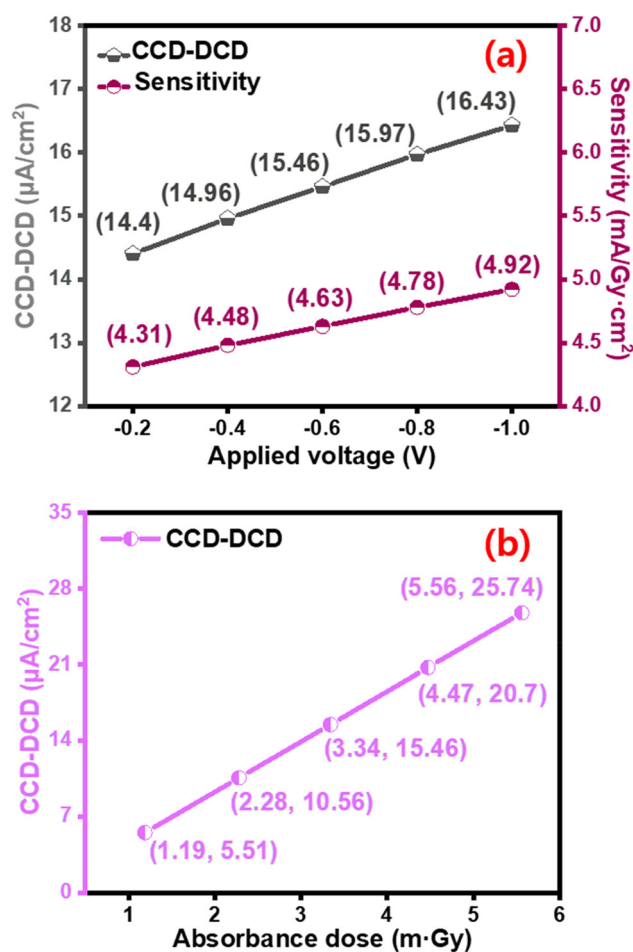 (a)
CCD-DCD
Sensitivity
CCD-DCD (µA/cm²)
18
17
16
15
14
13
12
(14.4)
(14.96)
(15.46)
(15.97)
(16.43)
(4.31)
(4.48)
(4.63)
(4.78)
(4.92)
7.0
6.5
6.0
5.5
5.0
4.5
4.0
Sensitivity (mA/Gy·cm²)
-0.2 -0.4 -0.6 -0.8 -1.0
Applied voltage (V)
(b)
CCD-DCD
CCD-DCD (µA/cm²)
35
28
21
14
7
0
(5.56, 25.74)
(4.47, 20.7)
(3.34, 15.46)
(2.28, 10.56)
(1.19, 5.51)
1 2 3 4 5 6
Absorbance dose (m·Gy)